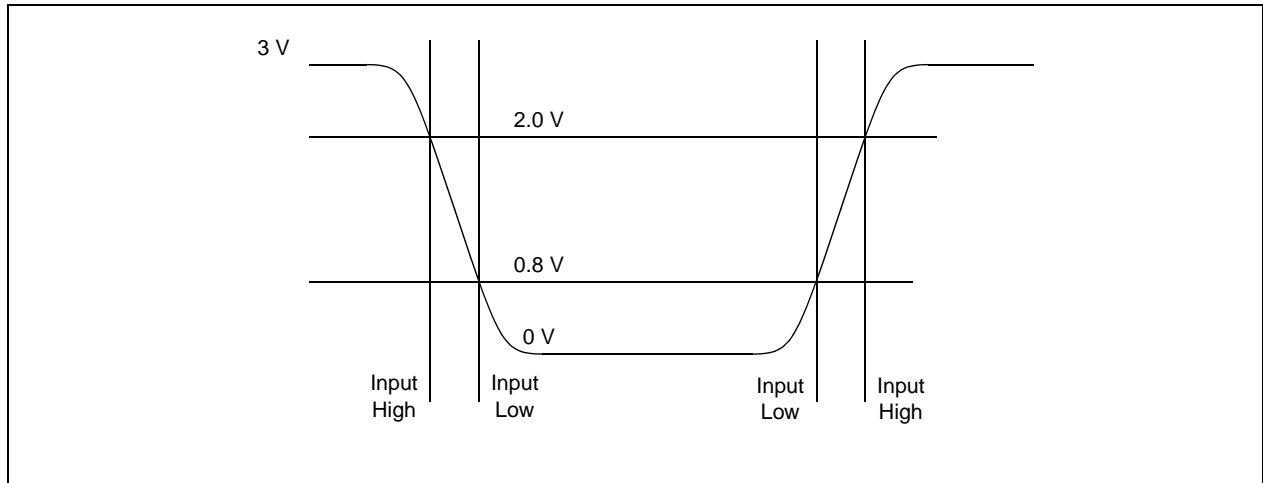 3 V
2.0 V
0.8 V
0 V
Input
High
Input
Low
Input
Low
Input
High